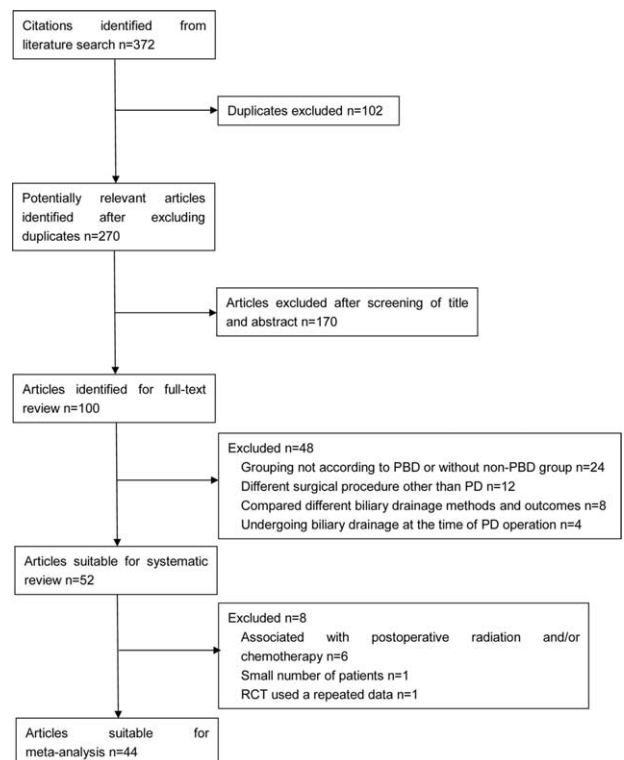 Citations identified from
literature search n=372
Duplicates excluded n=102
Potentially relevant articles
identified after excluding
duplicates n=270
Articles excluded after screening of title
and abstract n=170
Articles identified for full-text
review n=100
Excluded n=48
Grouping not according to PBD or without non-PBD group n=24
Different surgical procedure other than PD n=12
Compared different biliary drainage methods and outcomes n=8
Undergoing biliary drainage at the time of PD operation n=4
Articles suitable for systematic
review n=52
Excluded n=8
Associated with postoperative radiation and/or
chemotherapy n=6
Small number of patients n=1
RCT used a repeated data n=1
Articles suitable for
meta-analysis n=44